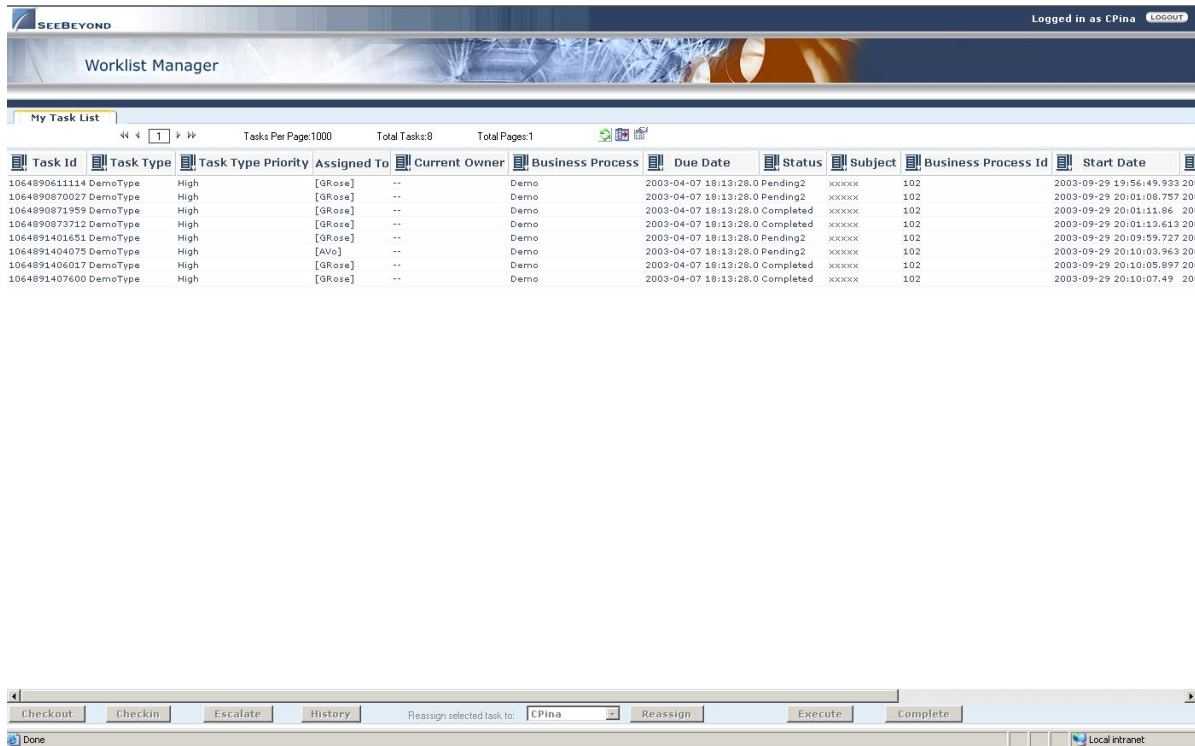 SEEBEYOND
Logged in as CPina LOGOUT
Worklist Manager
My Task List
1 Tasks Per Page:1000 Total Tasks:8 Total Pages:1
Task Id Task Type Task Type Priority Assigned To Current Owner Business Process Due Date Status Subject Business Process Id Start Date
1064890611114 DemoType High [GRose] -- Demo 2003-04-07 18:13:28.0 Pending2 xxxxx 102 2003-09-29 19:56:49.933 20
1064890870027 DemoType High [GRose] -- Demo 2003-04-07 18:13:28.0 Pending2 xxxxx 102 2003-09-29 20:01:08.757 20
1064890871959 DemoType High [GRose] -- Demo 2003-04-07 18:13:28.0 Completed xxxxx 102 2003-09-29 20:01:11.86 20
1064890873712 DemoType High [GRose] -- Demo 2003-04-07 18:13:28.0 Completed xxxxx 102 2003-09-29 20:01:13.613 20
1064891401651 DemoType High [GRose] -- Demo 2003-04-07 18:13:28.0 Pending2 xxxxx 102 2003-09-29 20:09:59.727 20
1064891404075 DemoType High [AVo] -- Demo 2003-04-07 18:13:28.0 Pending2 xxxxx 102 2003-09-29 20:10:03.963 20
1064891406017 DemoType High [GRose] -- Demo 2003-04-07 18:13:28.0 Completed xxxxx 102 2003-09-29 20:10:05.897 20
1064891407600 DemoType High [GRose] -- Demo 2003-04-07 18:13:28.0 Completed xxxxx 102 2003-09-29 20:10:07.49 20
Checkout Checkin Escalate History Reassign selected task to: CPina Reassign Execute Complete
Done Local intranet